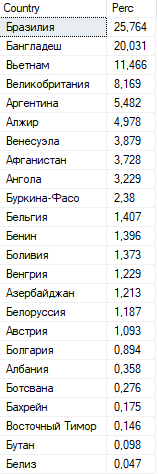 Country Perc
Бразилия 25,764
Бангладеш 20,031
Вьетнам 11,466
Великобритания 8,169
Аргентина 5,482
Алжир 4,978
Венесуэла 3,879
Афганистан 3,728
Ангола 3,229
Буркина-Фасо 2,38
Бельгия 1,407
Бенин 1,396
Боливия 1,373
Венгрия 1,229
Азербайджан 1,213
Белоруссия 1,187
Австрия 1,093
Болгария 0,894
Албания 0,358
Ботсвана 0,276
Бахрейн 0,175
Восточный Тимор 0,146
Бутан 0,098
Белиз 0,047